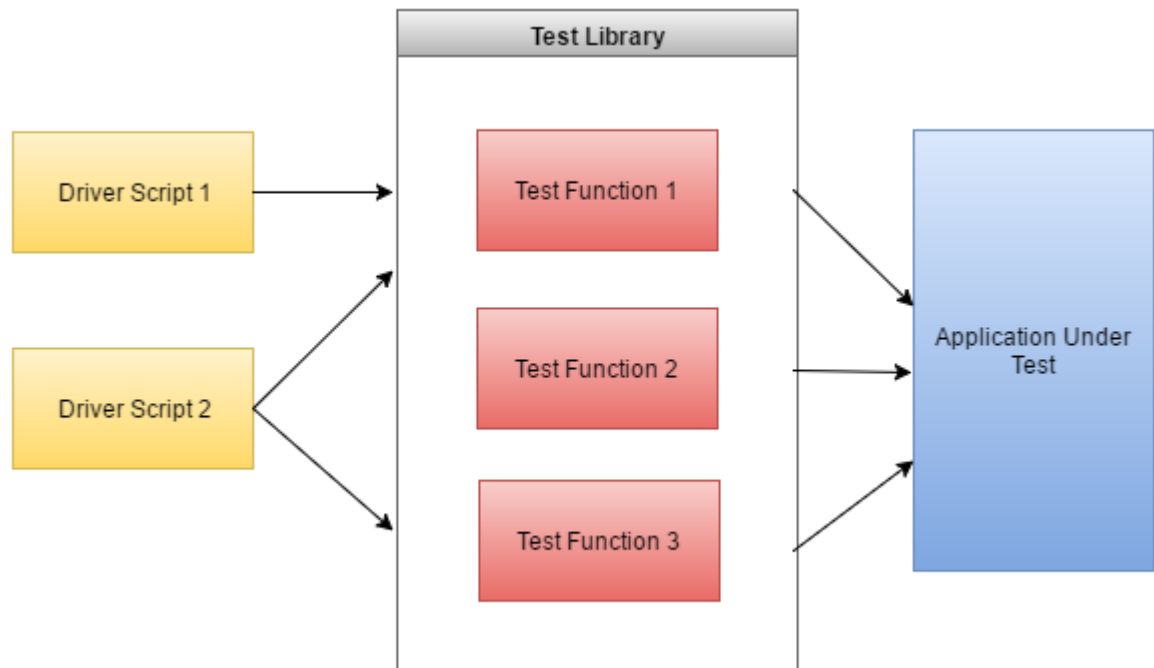 Test Library
Driver Script 1
Test Function 1
Application Under
Test
Test Function 2
Driver Script 2
Test Function 3